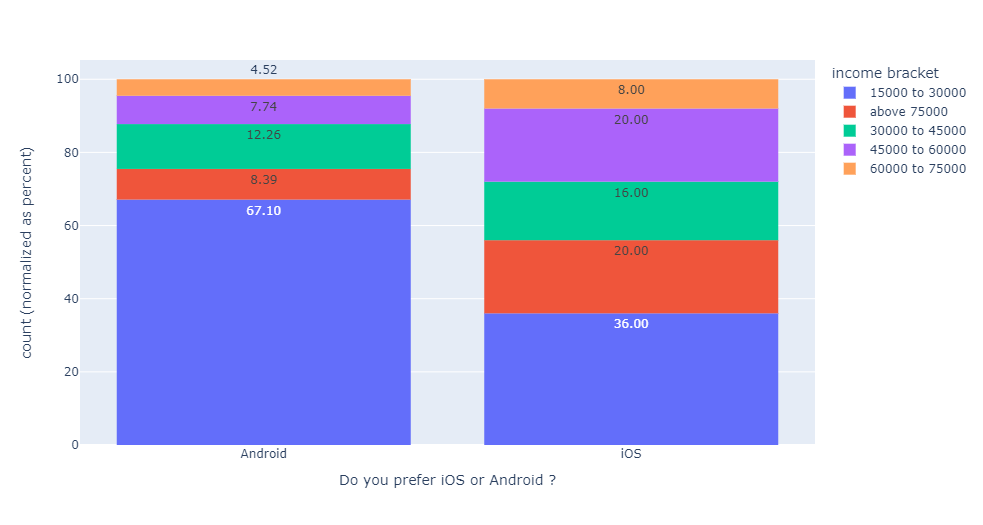 income bracket
15000 to 30000
above 75000
30000 to 45000
45000 to 60000
60000 to 75000
count (normalized as percent)
100
80
60
40
20
0
4.52
7.74
12.26
8.39
67.10
8.00
20.00
16.00
20.00
36.00
Android
iOS
Do you prefer iOS or Android ?